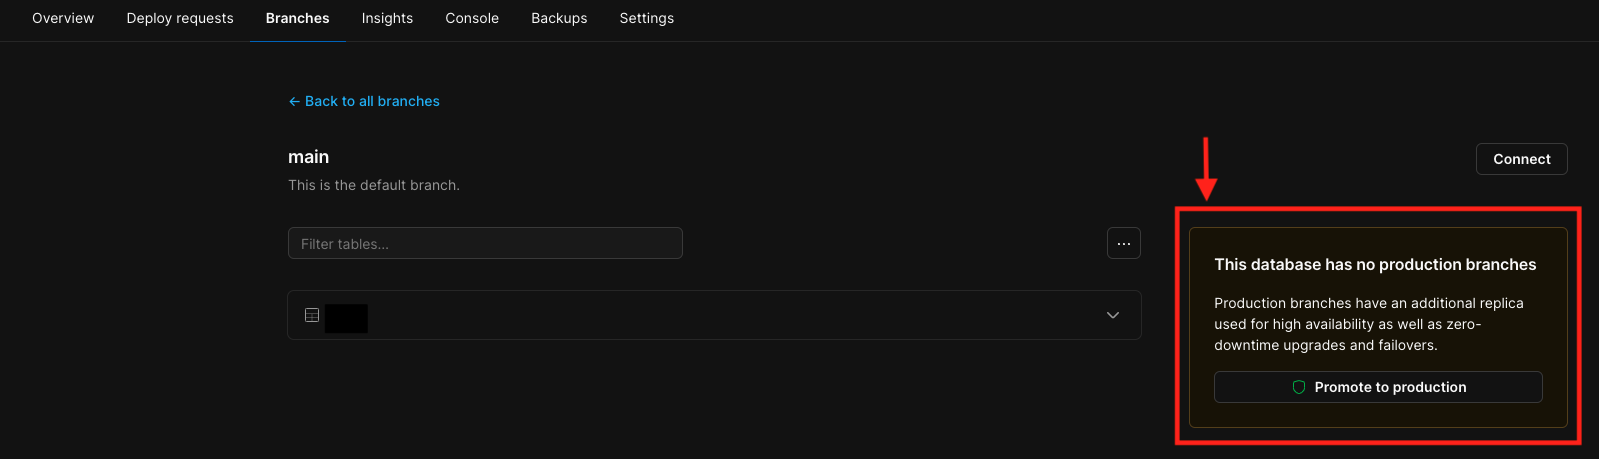 Overview Deploy requests Branches Insights Console Backups Settings
← Back to all branches
main
Connect
This is the default branch.
Filter tables...
...
This database has no production branches
Production branches have an additional replica
used for high availability as well as zero-
downtime upgrades and failovers.
Promote to production